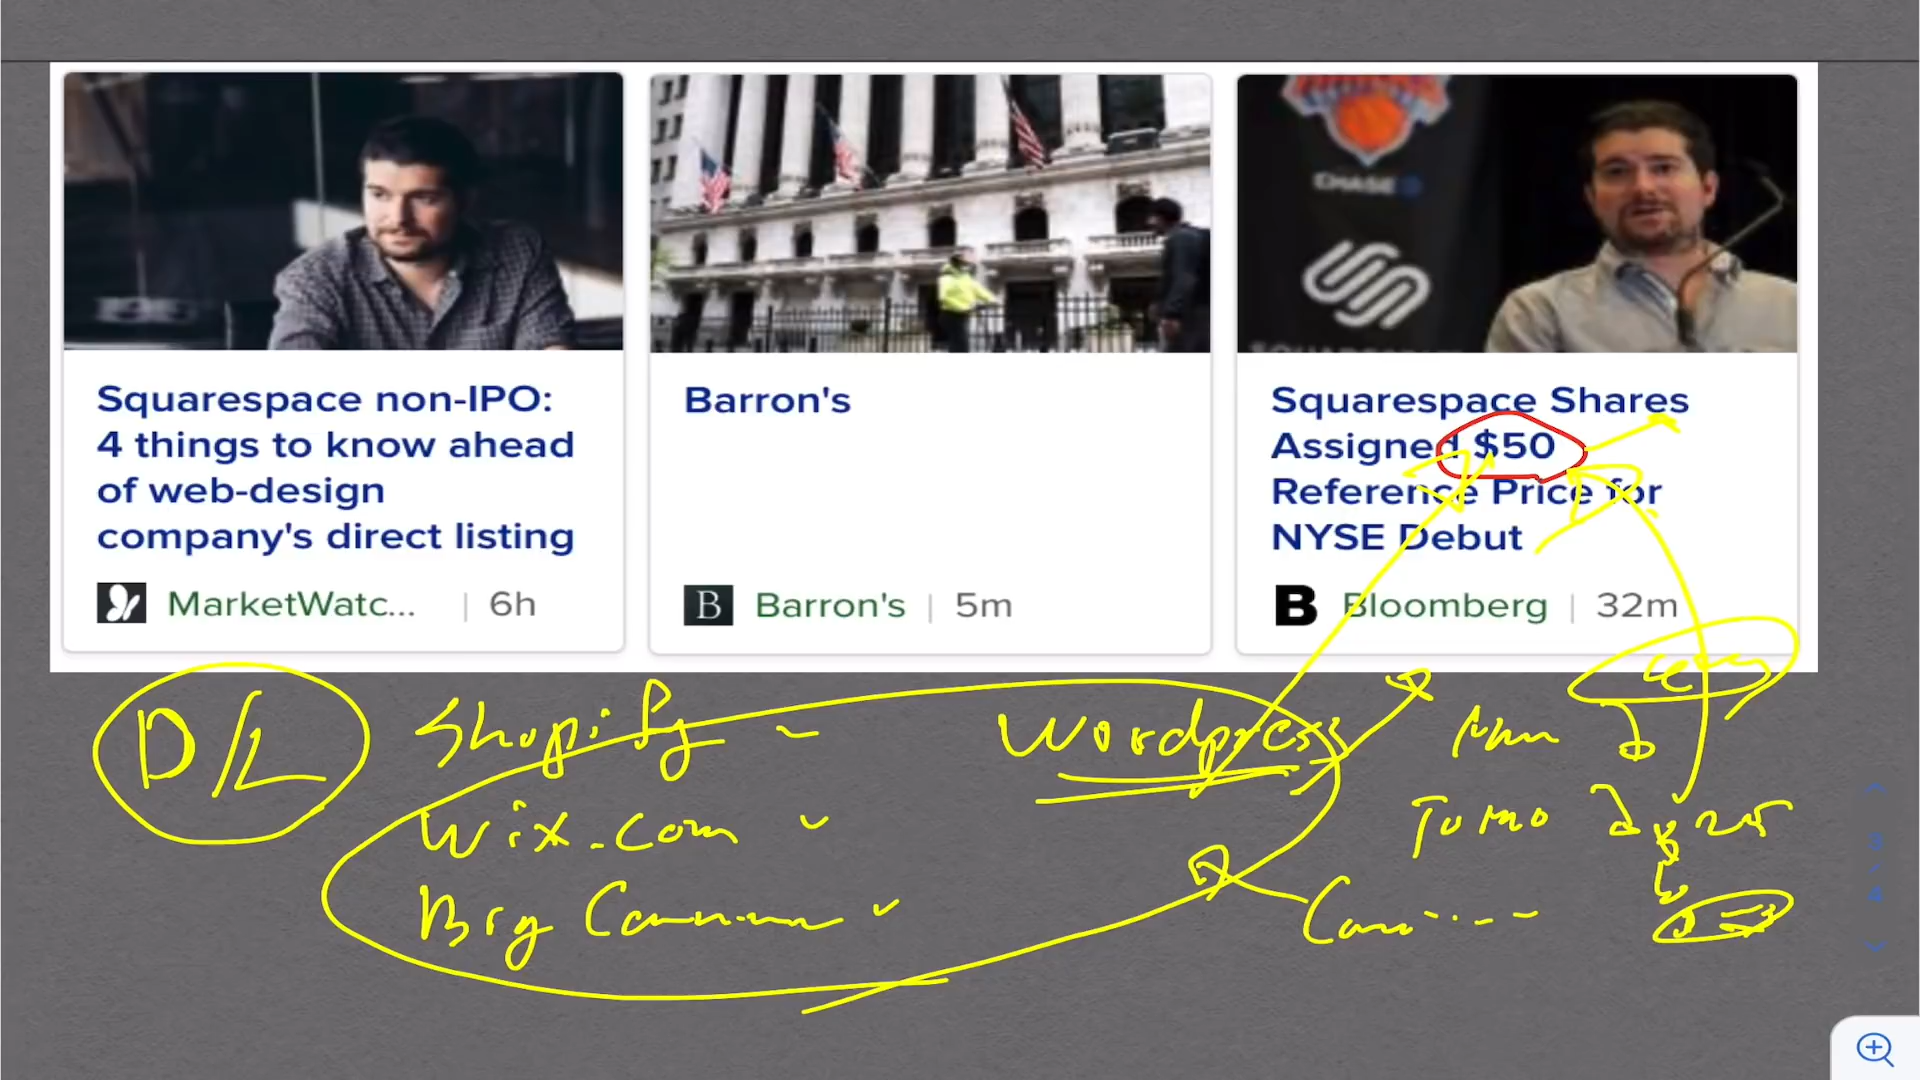 CHASE
Squarespace non-IPO:
4 things to know ahead
of web-design
company's direct listing
MarketWatc... | 6h
Barron's
B Barron's | 5m
Squarespace Shares
Assigned $50
Reference Price for
NYSE Debut
B Bloomberg | 32m
D/L
Shopify
Wordpress
Wix.com
Big